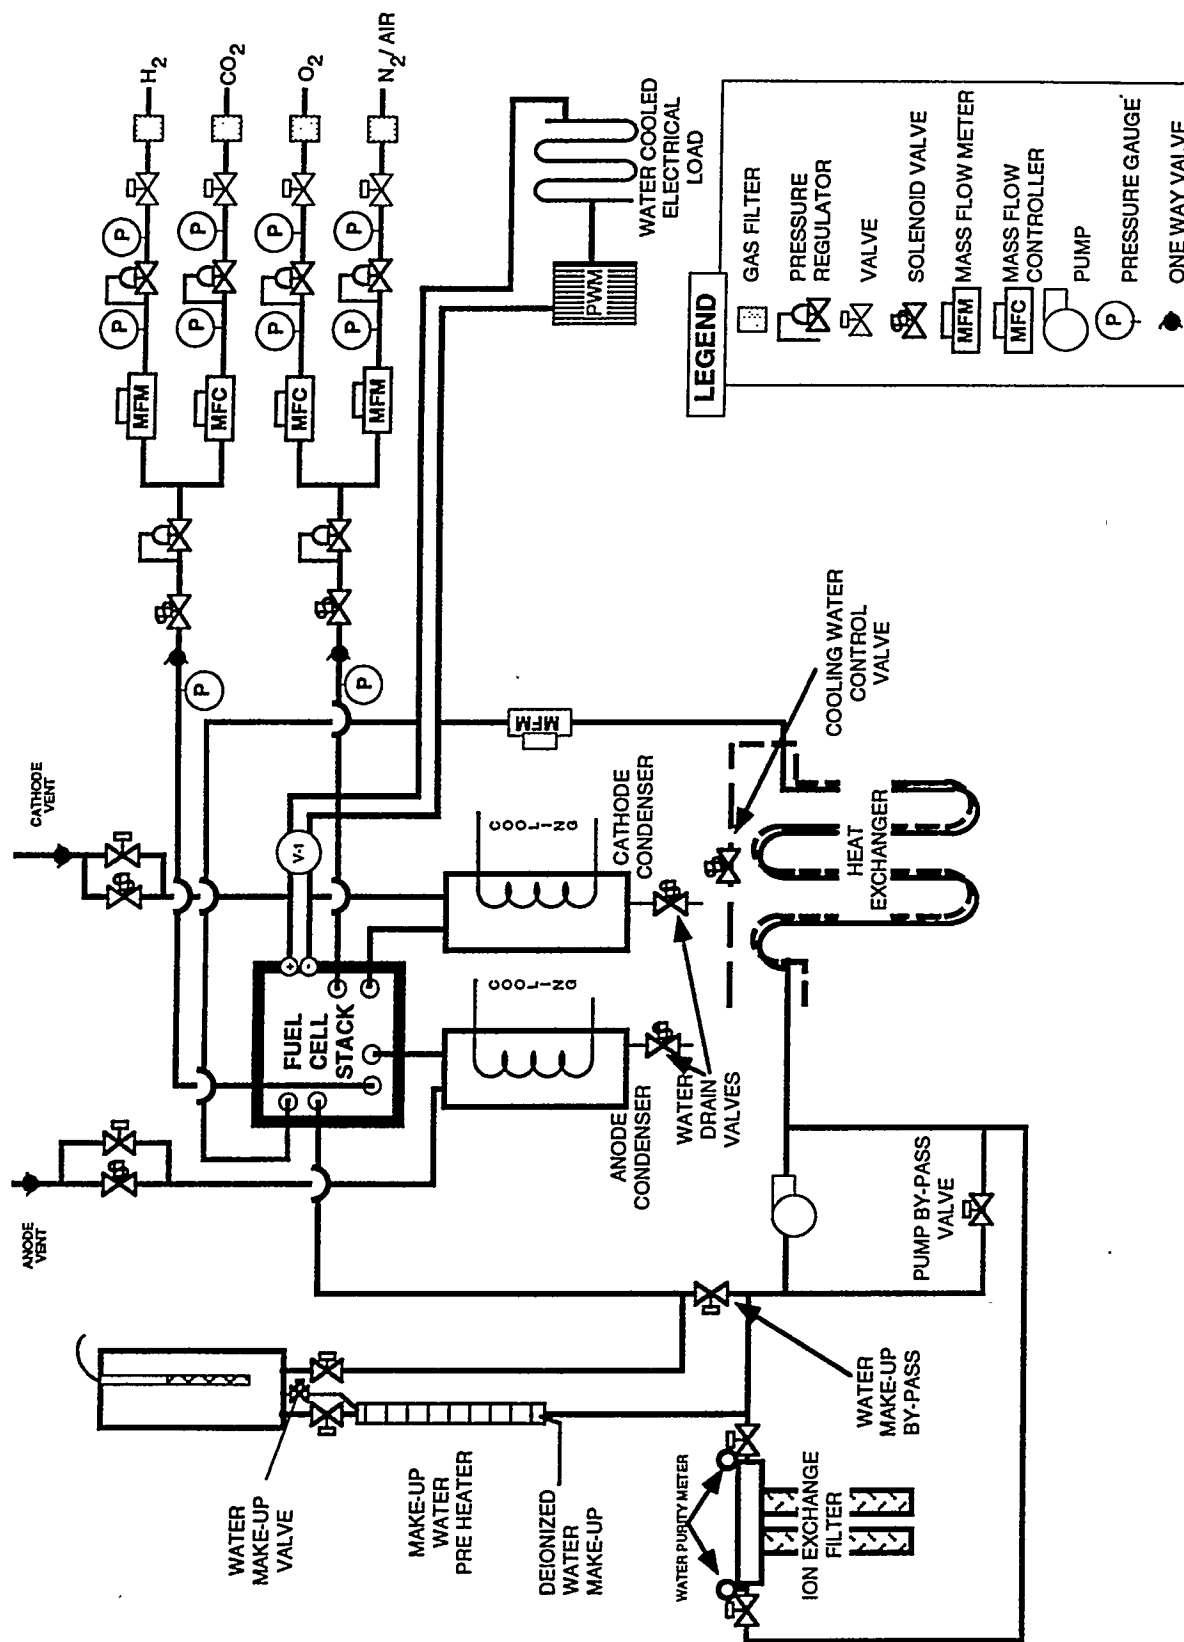 CATHODE
VENT
ANODE
VENT
H2
CO2
O2
N2/ AIR
P
P
P
P
P
P
P
P
MFM
MFC
MFC
MFM
P
P
WATER COOLED
ELECTRICAL
LOAD
PWM
V-1
+
-
FUEL
CELL
STACK
MFM
COOLING
CATHODE
CONDENSER
COOLING
ANODE
CONDENSER
WATER
DRAIN
VALVES
COOLING WATER
CONTROL
VALVE
HEAT
EXCHANGER
PUMP BY-PASS
VALVE
WATER
MAKE-UP
BY-PASS
WATER
MAKE-UP
VALVE
MAKE-UP
WATER
PRE HEATER
DEIONIZED
WATER
MAKE-UP
WATER PURITY METER
ION EXCHANGE
FILTER
LEGEND
GAS FILTER
PRESSURE
REGULATOR
VALVE
SOLENOID VALVE
MFM MASS FLOW METER
MFC MASS FLOW
CONTROLLER
PUMP
P PRESSURE GAUGE
ONE WAY VALVE